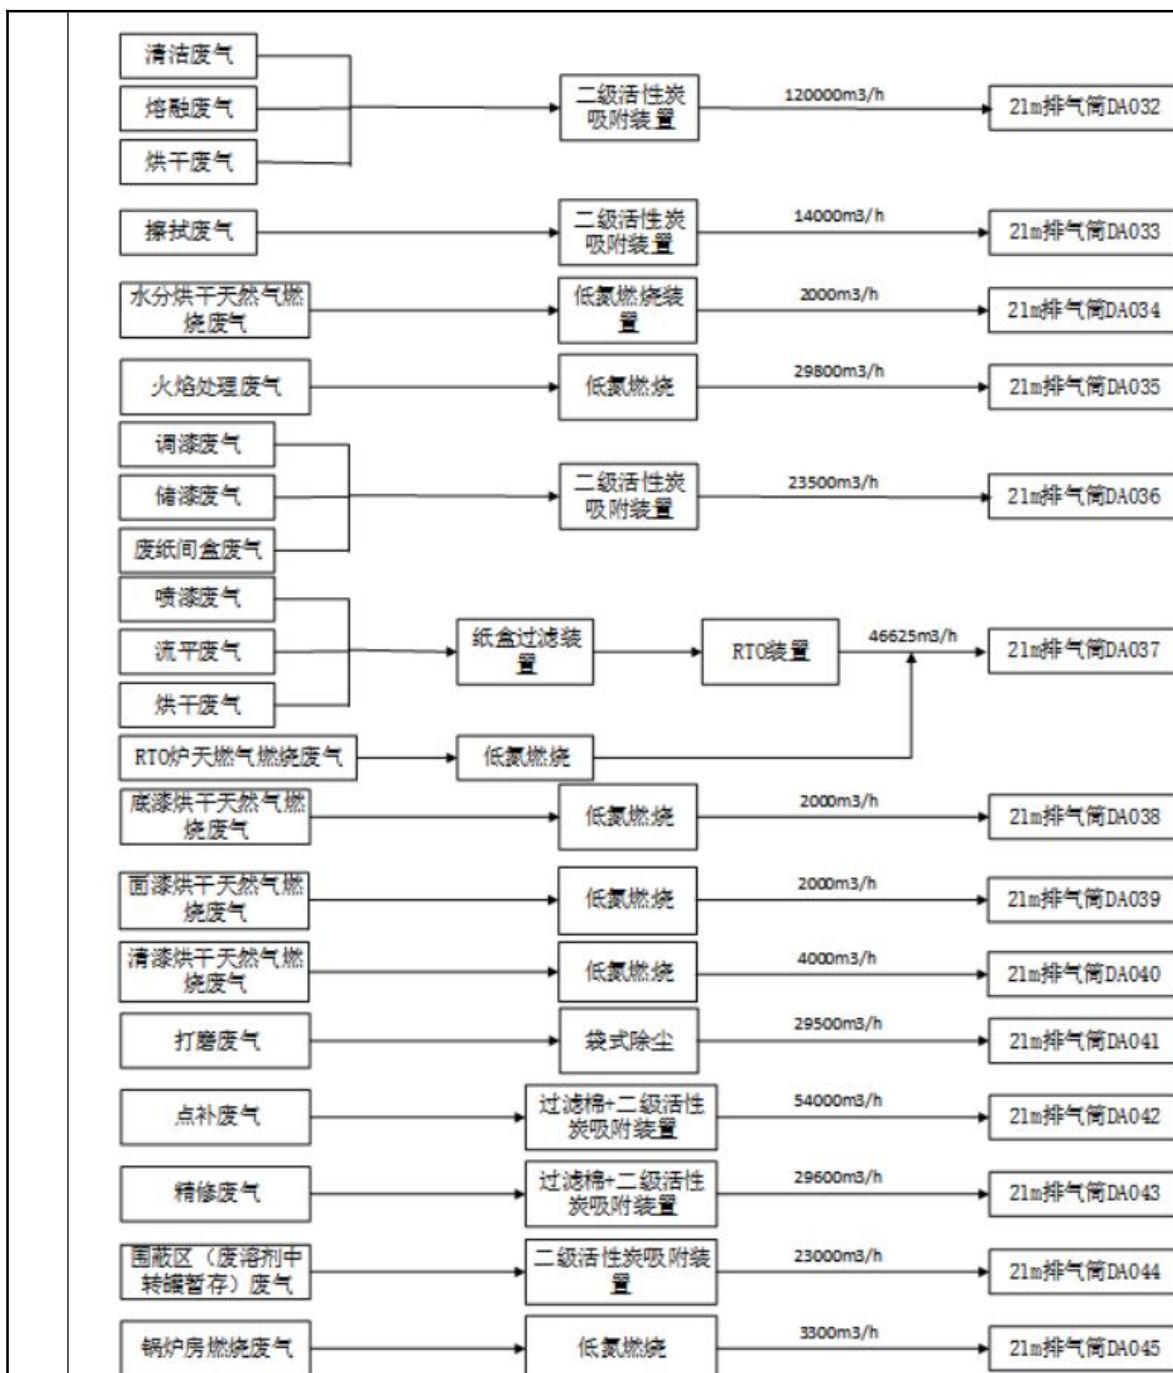 清洁废气
熔融废气
烘干废气
二级活性炭
吸附装置
120000m3/h
21m排气筒DA032
擦拭废气
二级活性炭
吸附装置
14000m3/h
21m排气筒DA033
水分烘干天然气燃
烧废气
低氮燃烧装
置
2000m3/h
21m排气筒DA034
火焰处理废气
低氮燃烧
29800m3/h
21m排气筒DA035
调漆废气
储漆废气
废纸间盒废气
二级活性炭
吸附装置
23500m3/h
21m排气筒DA036
喷漆废气
流平废气
烘干废气
纸盒过滤装
置
RTO装置
46625m3/h
21m排气筒DA037
RTO炉天燃气燃烧废气
低氮燃烧
底漆烘干天然气燃
烧废气
低氮燃烧
2000m3/h
21m排气筒DA038
面漆烘干天然气燃
烧废气
低氮燃烧
2000m3/h
21m排气筒DA039
清漆烘干天然气燃
烧废气
低氮燃烧
4000m3/h
21m排气筒DA040
打磨废气
袋式除尘
29500m3/h
21m排气筒DA041
点补废气
过滤棉+二级活性
炭吸附装置
54000m3/h
21m排气筒DA042
精修废气
过滤棉+二级活性
炭吸附装置
29600m3/h
21m排气筒DA043
围蔽区（废溶剂中
转罐暂存）废气
二级活性炭吸附装
置
23000m3/h
21m排气筒DA044
锅炉房燃烧废气
低氮燃烧
3300m3/h
21m排气筒DA045